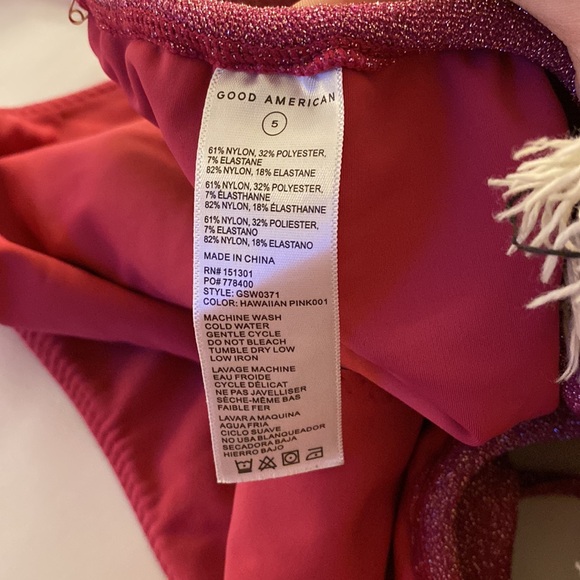 GOOD AMERICAN
5
61% NYLON, 32% POLYESTER,
7% ELASTANE
82% NYLON, 18% ELASTANE
61% NYLON, 32% POLYESTER,
7% ÉLASTHANNE
82% NYLON, 18% ÉLASTHANNE
61% NYLON, 32% POLIESTER,
7% ELASTANO
82% NYLON, 18% ELASTANO
MADE IN CHINA
RN# 151301
PO# 778400
STYLE: GSW0371
COLOR: HAWAIIAN PINK001
MACHINE WASH
COLD WATER
GENTLE CYCLE
DO NOT BLEACH
TUMBLE DRY LOW
LOW IRON
LAVAGE MACHINE
EAU FROIDE
CYCLE DÉLICAT
NE PAS JAVELLISER
SÈCHE-MÊME BAS
FAIBLE FER
LAVAR A MAQUINA
AGUA FRIA
CICLO SUAVE
NO USA BLANQUEADOR
SECADORA BAJA
HIERRO BAJO